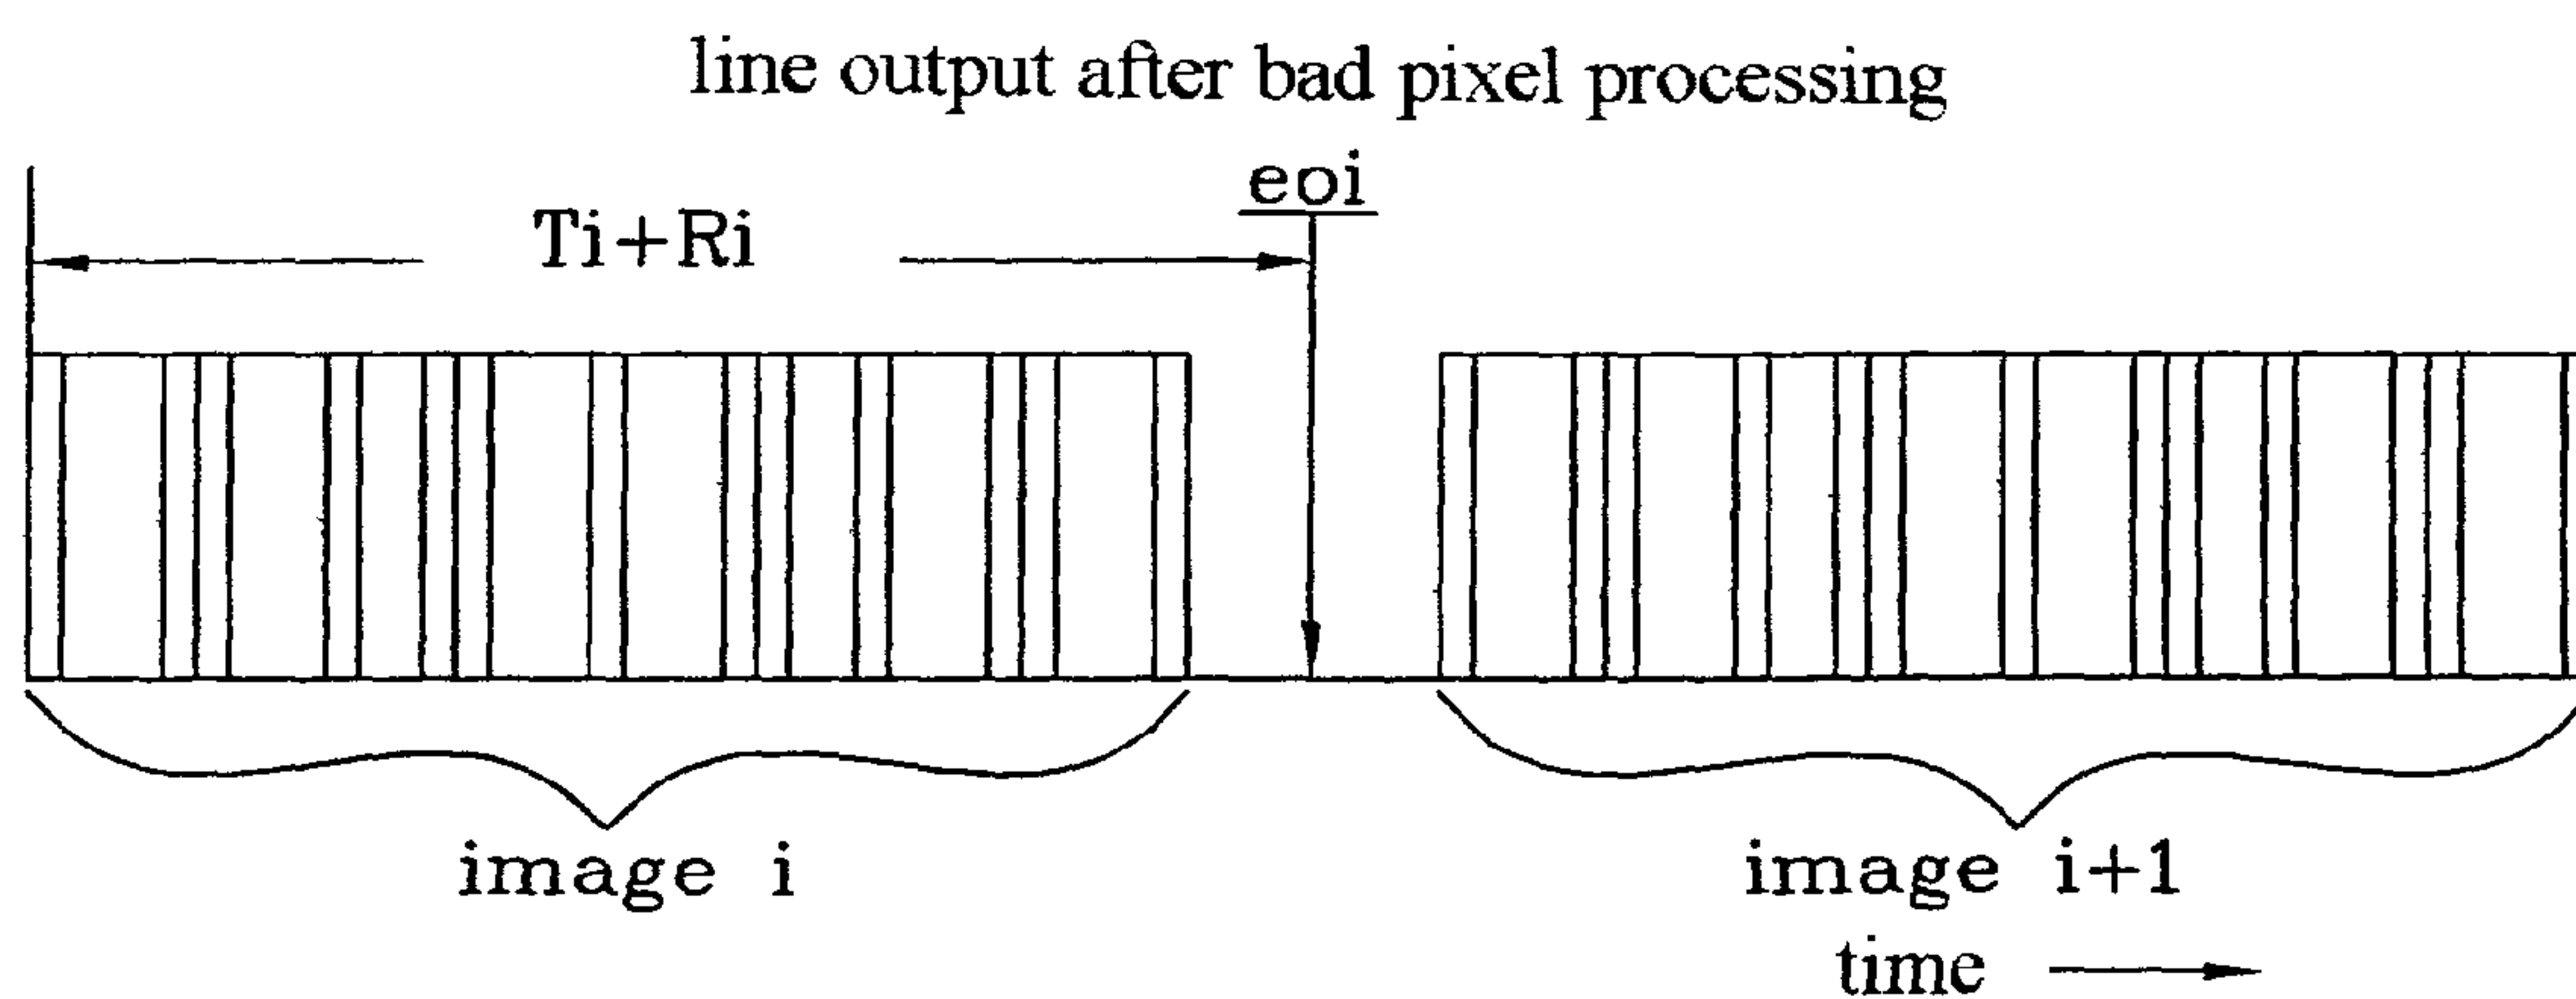 line output after bad pixel processing
eoi
Ti+Ri
image i
image i+1
time